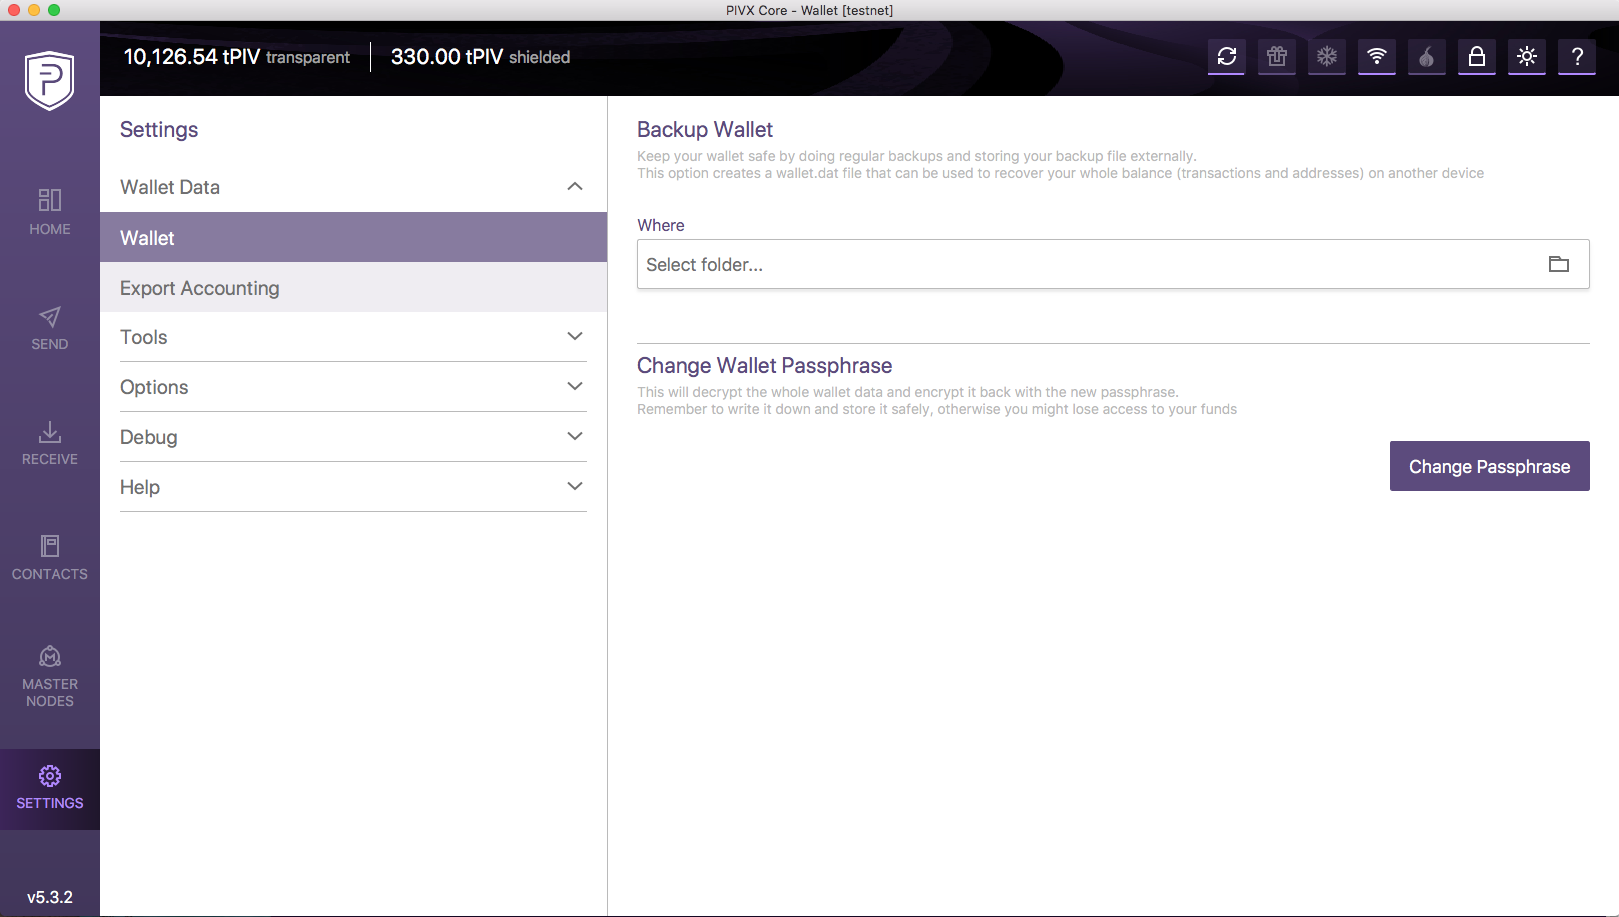 PIVX Core - Wallet [testnet]
10,126.54 tPIV transparent
330.00 tPIV shielded
?
HOME
SEND
RECEIVE
CONTACTS
MASTER
NODES
SETTINGS
v5.3.2
Settings
Wallet Data
Wallet
Export Accounting
Tools
Options
Debug
Help
Backup Wallet
Keep your wallet safe by doing regular backups and storing your backup file externally.
This option creates a wallet.dat file that can be used to recover your whole balance (transactions and addresses) on another device
Where
Select folder...
Change Wallet Passphrase
This will decrypt the whole wallet data and encrypt it back with the new passphrase.
Remember to write it down and store it safely, otherwise you might lose access to your funds
Change Passphrase